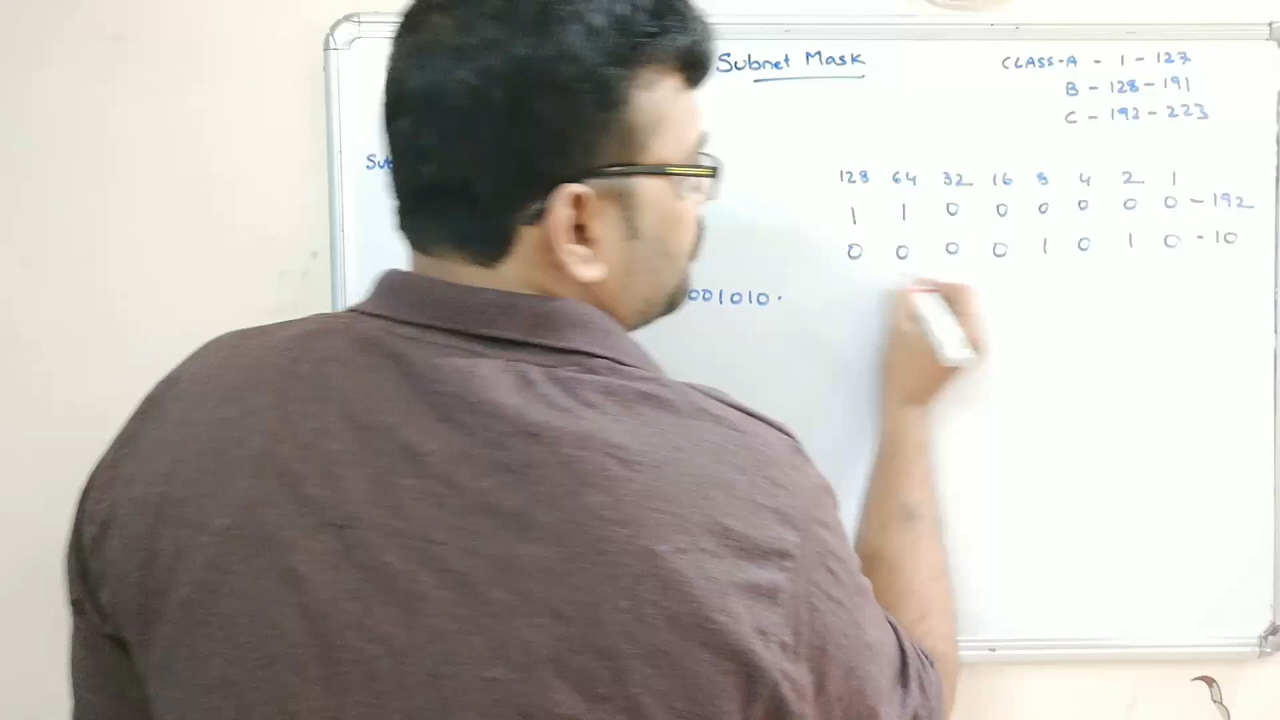 Subnet Mask
CLASS-A - 1 - 127
B - 128 - 191
C - 192 - 223
128 64 32 16 8 4 2 1
1 1 0 0 0 0 0 0 - 192
0 0 0 0 1 0 1 0 - 10
001010.